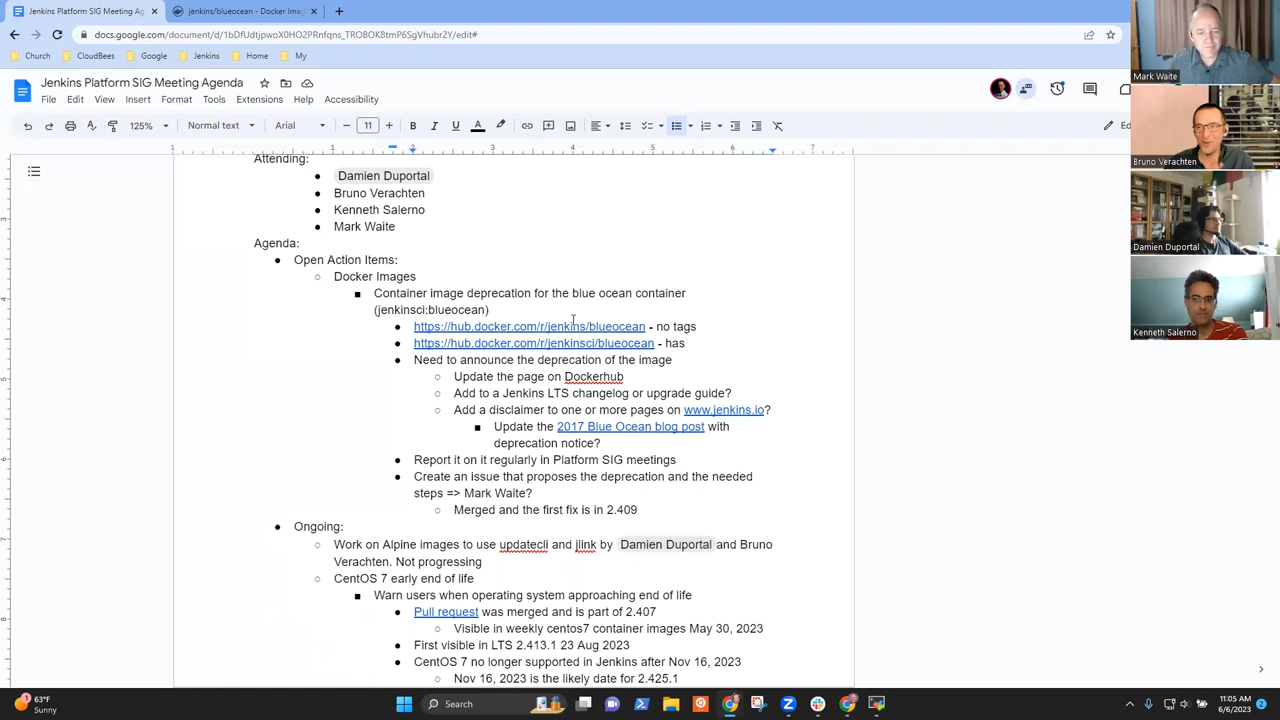 Jenkins Platform SIG Meeting Ag
jenkins/blueocean - Docker Imag
docs.google.com/document/d/1bDfUdtjpwoX0HO2PRnfqns_TROBOK8tmP6SgVhubr2Y/edit#
Church
CloudBees
Google
Jenkins
Home
My
Jenkins Platform SIG Meeting Agenda
File Edit View Insert Format Tools Extensions Help Accessibility
125%
Normal text
Arial
11
Attending:
Damien Duportal
Bruno Verachten
Kenneth Salerno
Mark Waite
Agenda:
Open Action Items:
Docker Images
Container image deprecation for the blue ocean container
(jenkinsci:blueocean)
https://hub.docker.com/r/jenkins/blueocean - no tags
https://hub.docker.com/r/jenkinsci/blueocean - has
Need to announce the deprecation of the image
Update the page on Dockerhub
Add to a Jenkins LTS changelog or upgrade guide?
Add a disclaimer to one or more pages on www.jenkins.io?
Update the 2017 Blue Ocean blog post with
deprecation notice?
Report it on it regularly in Platform SIG meetings
Create an issue that proposes the deprecation and the needed
steps => Mark Waite?
Merged and the first fix is in 2.409
Ongoing:
Work on Alpine images to use updatecli and jlink by Damien Duportal and Bruno
Verachten. Not progressing
CentOS 7 early end of life
Warn users when operating system approaching end of life
Pull request was merged and is part of 2.407
Visible in weekly centos7 container images May 30, 2023
First visible in LTS 2.413.1 23 Aug 2023
CentOS 7 no longer supported in Jenkins after Nov 16, 2023
Nov 16, 2023 is the likely date for 2.425.1
Mark Waite
Bruno Verachten
Damien Duportal
Kenneth Salerno
63°F
Sunny
Search
11:05 AM
6/6/2023